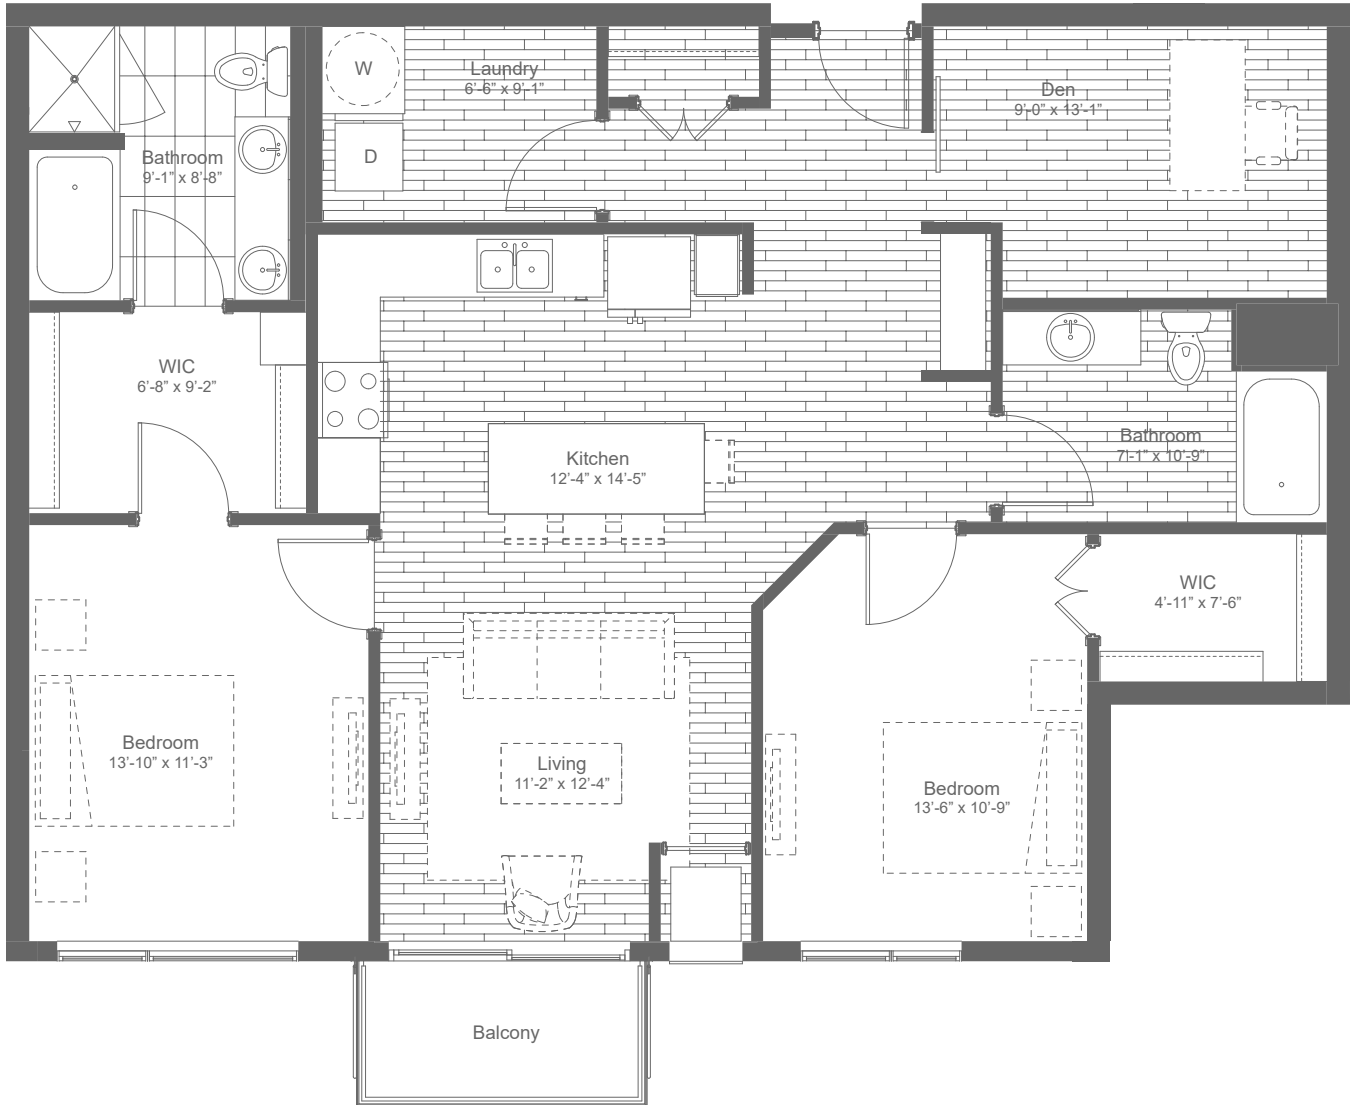 W
Laundry
6'-6" x 9'-1"
Den
9'-0" x 13'-1"
D
Bathroom
9'-1" x 8'-8"
WIC
6'-8" x 9'-2"
Kitchen
12'-4" x 14'-5"
Bathroom
7'-1" x 10'-9"
WIC
4'-11" x 7'-6"
Bedroom
13'-10" x 11'-3"
Living
11'-2" x 12'-4"
Bedroom
13'-6" x 10'-9"
Balcony